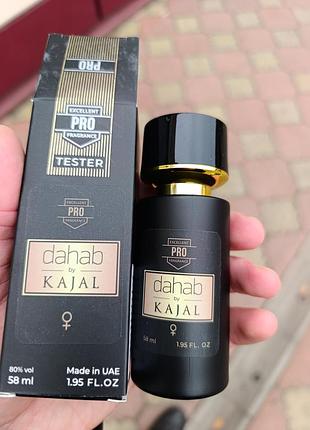 PRO
EXCELLENT
PRO
FRAGRANCE
TESTER
EXCELLENT
PRO
FRAGRANCE
dahab
by
KAJAL
80% vol
Made in UAE
58 ml
1.95 FL.OZ
EXCELLENT
PRO
FRAGRANCE
dahab
by
KAJAL
58 ml
1.95 FL. OZ